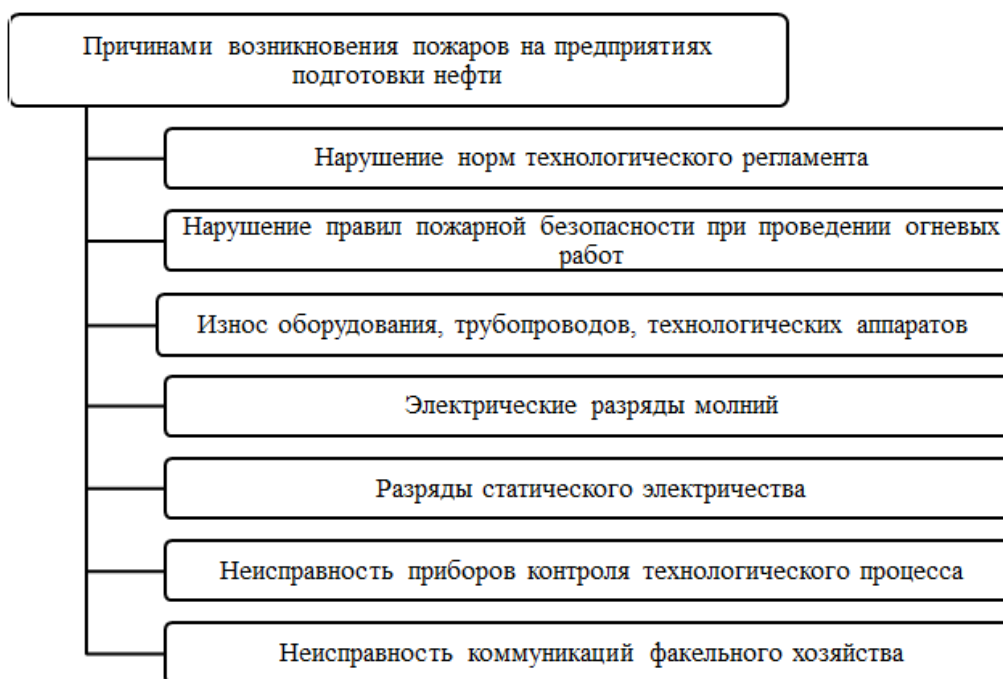 Причинами возникновения пожаров на предприятиях
подготовки нефти
Нарушение норм технологического регламента
Нарушение правил пожарной безопасности при проведении огневых
работ
Износ оборудования, трубопроводов, технологических аппаратов
Электрические разряды молний
Разряды статического электричества
Неисправность приборов контроля технологического процесса
Неисправность коммуникаций факельного хозяйства